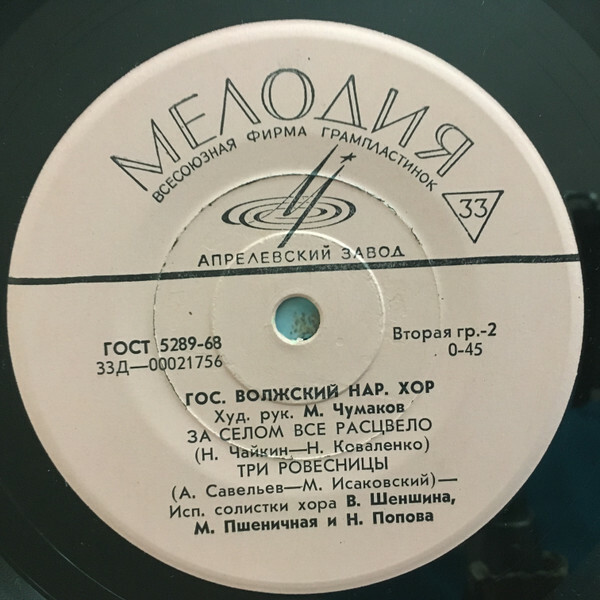 МЕЛОДИЯ
ВСЕСОЮЗНАЯ ФИРМА ГРАМПЛАСТИНОК
33
АПРЕЛЕВСКИЙ ЗАВОД
ГОСТ 5289-68
33Д—00021756
Вторая гр.-2
0-45
ГОС. ВОЛЖСКИЙ НАР. ХОР
Худ. рук. М. Чумаков
ЗА СЕЛОМ ВСЕ РАСЦВЕЛО
(Н. Чайкин—Н. Коваленко)
ТРИ РОВЕСНИЦЫ
(А. Савельев—М. Исаковский)—
Исп. солистки хора В. Шеншина,
М. Пшеничная и Н. Попова